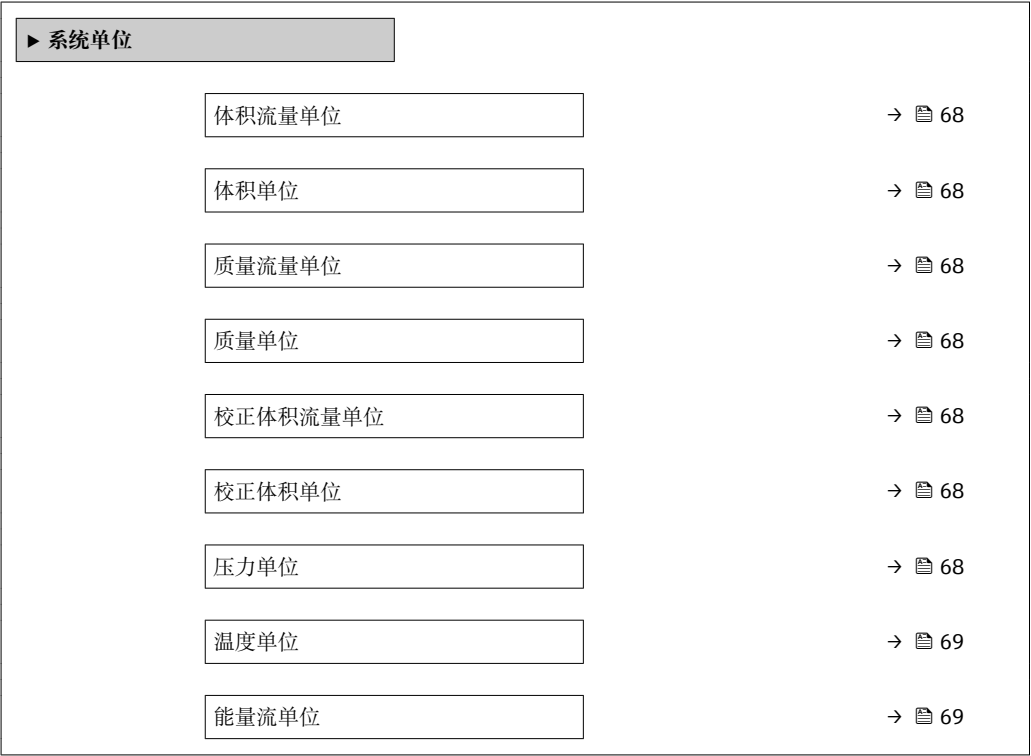 ▶ 系统单位
体积流量单位 → 🖹 68
体积单位 → 🖹 68
质量流量单位 → 🖹 68
质量单位 → 🖹 68
校正体积流量单位 → 🖹 68
校正体积单位 → 🖹 68
压力单位 → 🖹 68
温度单位 → 🖹 69
能量流单位 → 🖹 69